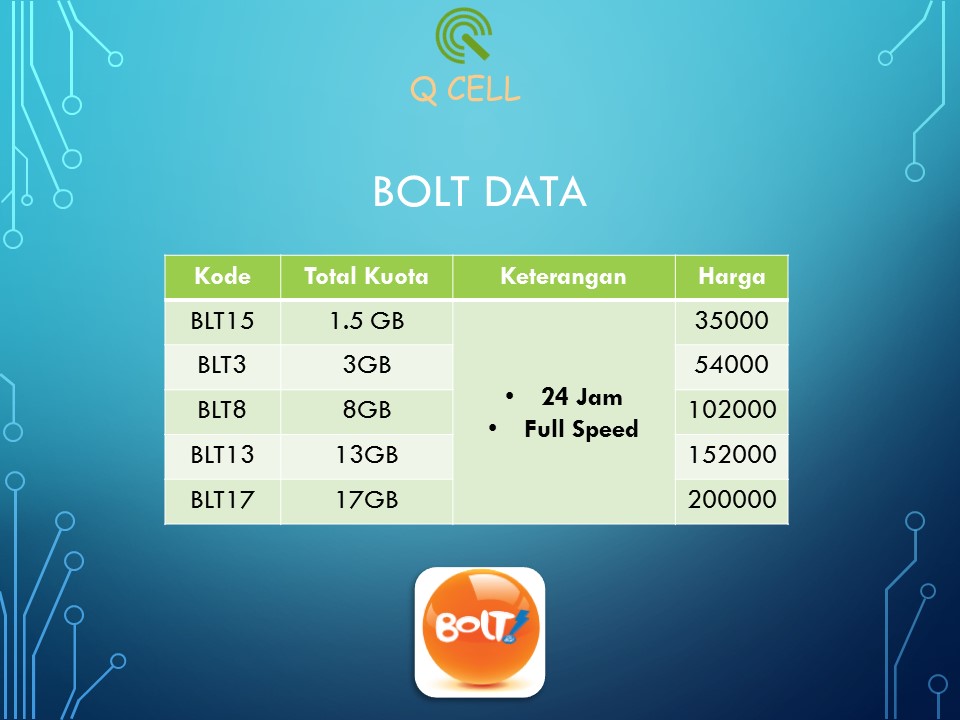 Q CELL
BOLT DATA
Kode Total Kuota Keterangan Harga
BLT15 1.5 GB 35000
BLT3 3GB 54000
• 24 Jam
BLT8 8GB 102000
• Full Speed
BLT13 13GB 152000
BLT17 17GB 200000
BOLT!